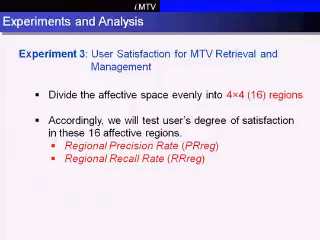 i.MTV
Experiments and Analysis
Experiment 3: User Satisfaction for MTV Retrieval and
Management
▪ Divide the affective space evenly into 4×4 (16) regions
▪ Accordingly, we will test user's degree of satisfaction
in these 16 affective regions.
▪ Regional Precision Rate (PRreg)
▪ Regional Recall Rate (RRreg)